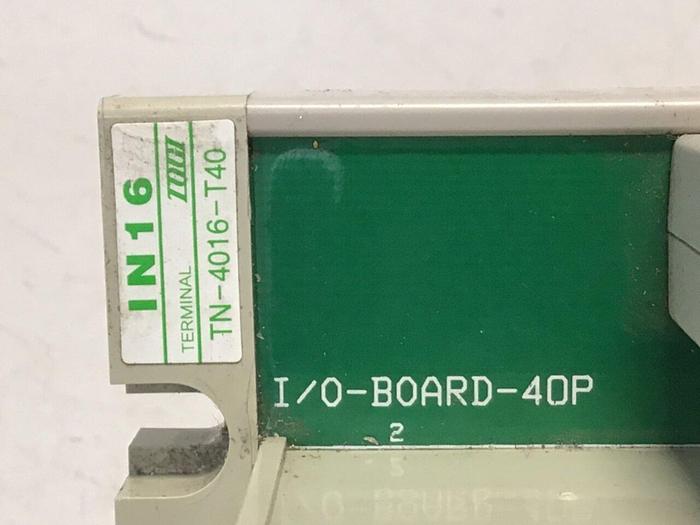 IN16
TOGI
TERMINAL
TN-4016-T40
I/O-BOARD-40P
2